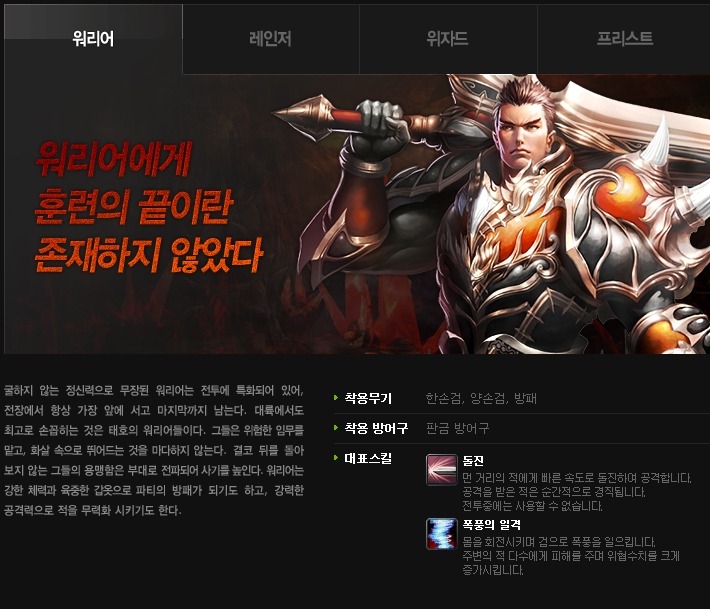 워리어
레인저
위자드
프리스트
워리어에게
훈련의 끝이란
존재하지 않았다
굴하지 않는 정신력으로 무장된 워리어는 전투에 특화되어 있어,
전장에서 항상 가장 앞에 서고 마지막까지 남는다. 대륙에서도
최고로 손꼽히는 것은 태호의 워리어들이다. 그들은 위험한 임무를
맡고, 화살 속으로 뛰어드는 것을 마다하지 않는다. 결코 뒤를 돌아
보지 않는 그들의 용맹함은 부대로 전파되어 사기를 높인다. 워리어는
강한 체력과 육중한 갑옷으로 파티의 방패가 되기도 하고, 강력한
공격력으로 적을 무력화 시키기도 한다.
착용무기 한손검, 양손검, 방패
착용 방어구 판금 방어구
대표스킬
돌진
먼 거리의 적에게 빠른 속도로 돌진하여 공격합니다.
공격을 받은 적은 순간적으로 경직됩니다.
전투중에는 사용할 수 없습니다.
폭풍의 일격
몸을 회전시키며 검으로 폭풍을 일으킵니다.
주변의 적 다수에게 피해를 주며 위협수치를 크게
증가시킵니다.